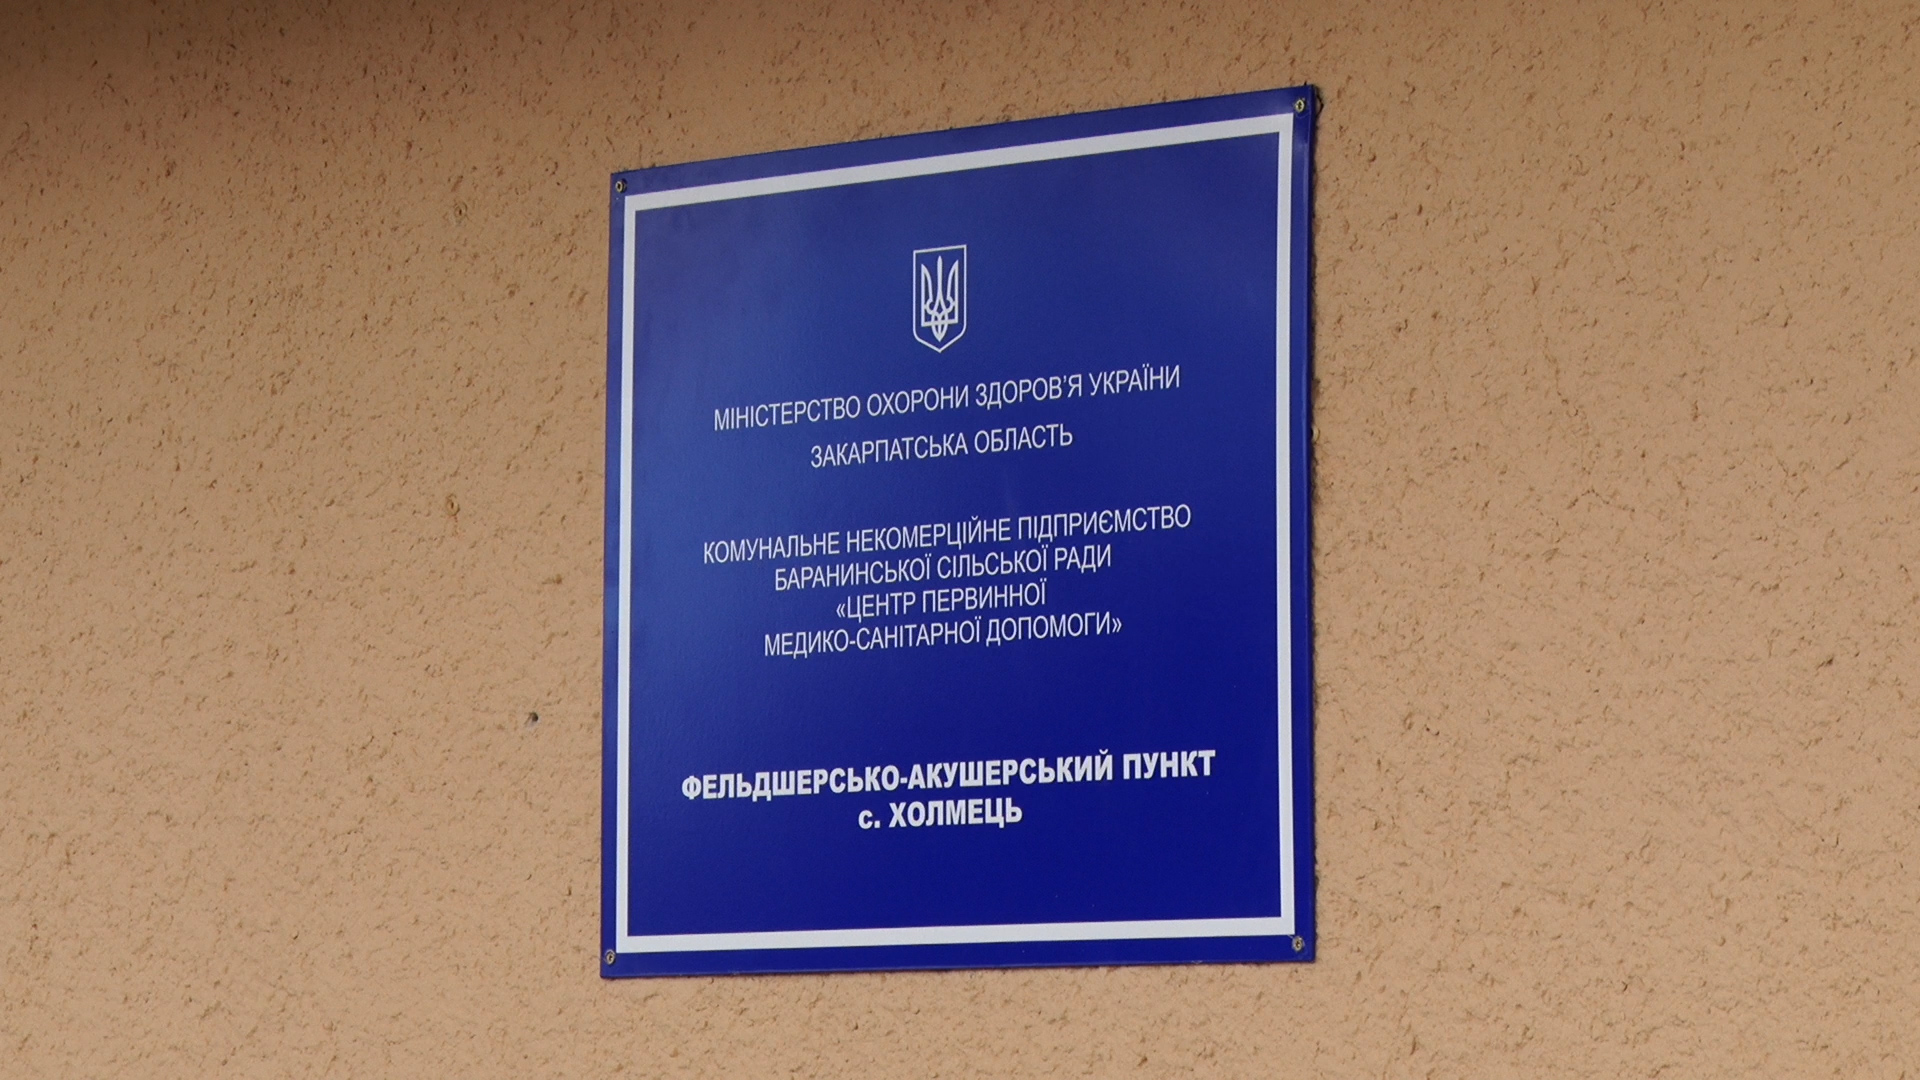 МІНІСТЕРСТВО ОХОРОНИ ЗДОРОВ'Я УКРАЇНИ
ЗАКАРПАТСЬКА ОБЛАСТЬ
КОМУНАЛЬНЕ НЕКОМЕРЦІЙНЕ ПІДПРИЄМСТВО
БАРАНИНСЬКОЇ СІЛЬСЬКОЇ РАДИ
«ЦЕНТР ПЕРВИННОЇ
МЕДИКО-САНІТАРНОЇ ДОПОМОГИ»
ФЕЛЬДШЕРСЬКО-АКУШЕРСЬКИЙ ПУНКТ
с. ХОЛМЕЦЬ